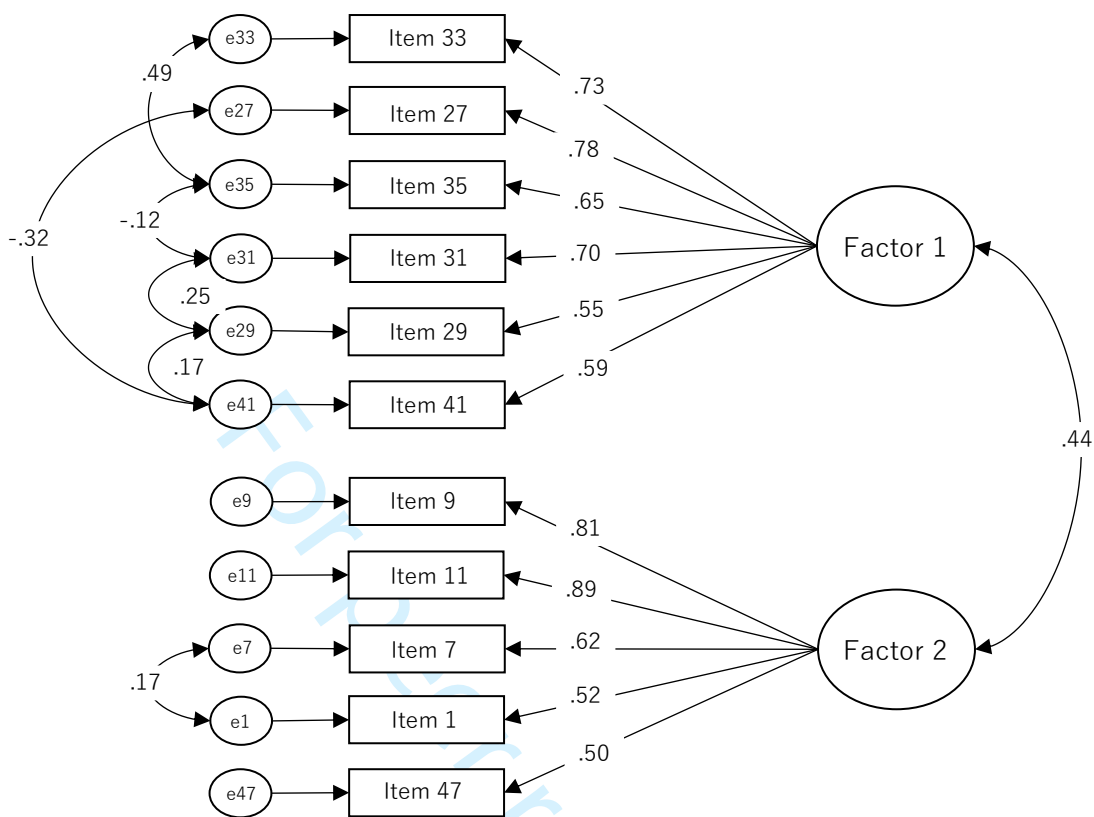 e33 Item 33
.49 .73
e27 Item 27
.78
e35 Item 35
.65
-.12
-.32
e31 Item 31
.70
Factor 1
.25
e29 Item 29
.55
.17
.59
e41 Item 41
.44
e9 Item 9
.81
e11 Item 11
.89
e7 Item 7
.62
Factor 2
.17
.52
e1 Item 1
.50
e47 Item 47
For peer r